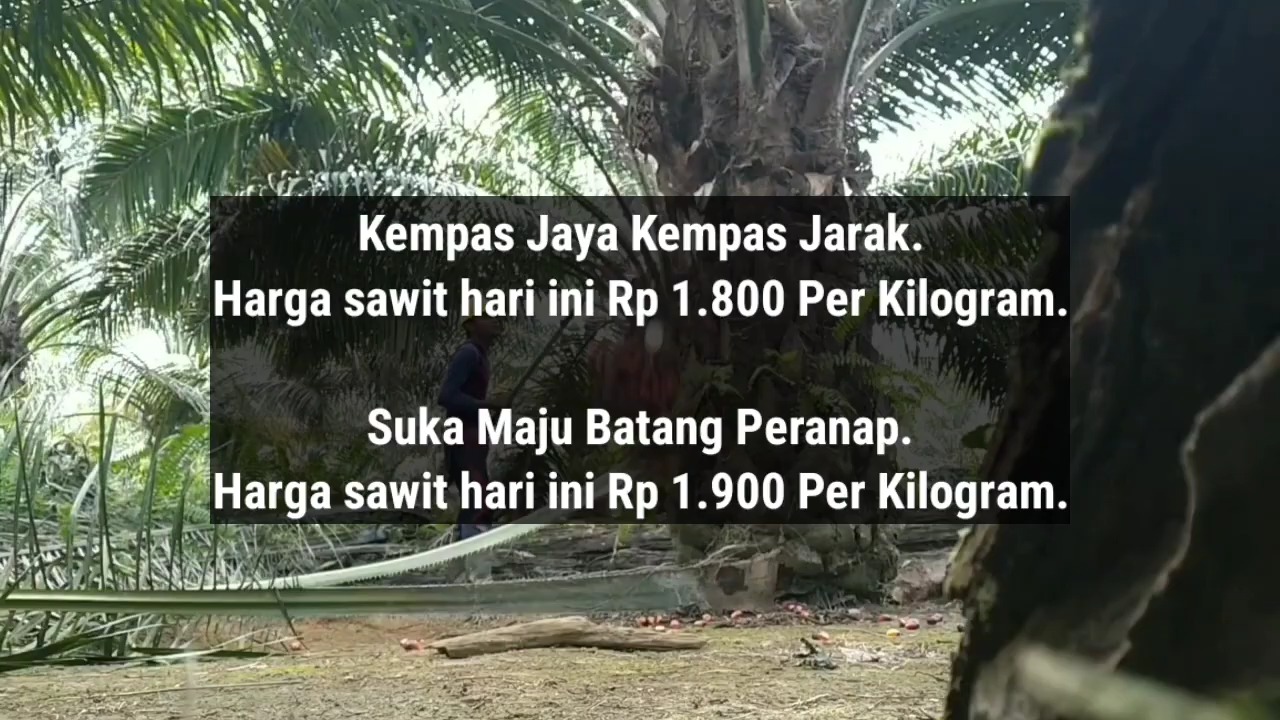 Kempas Jaya Kempas Jarak.
Harga sawit hari ini Rp 1.800 Per Kilogram.
Suka Maju Batang Peranap.
Harga sawit hari ini Rp 1.900 Per Kilogram.